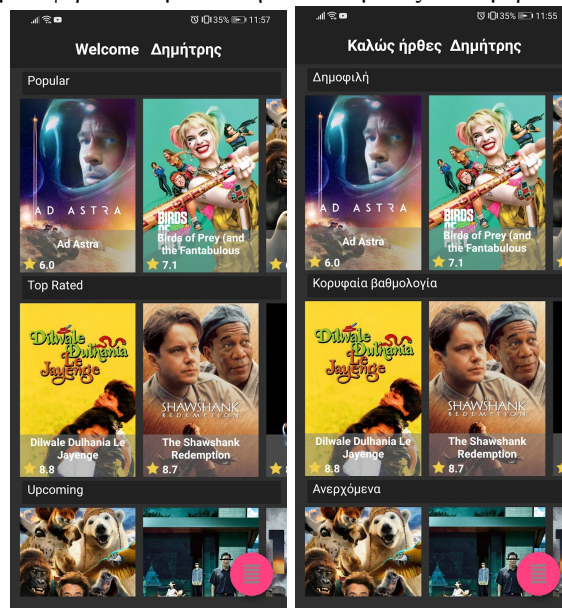 35% 11:57
Welcome Δημήτρης
Popular
AD ASTRA
Ad Astra
6.0
BIRDS
OF
Birds of Prey (and
the Fantabulous
7.1
Top Rated
Dilwale
Dulhania
Le
Jayenge
Dilwale Dulhania Le
Jayenge
8.8
SHAWSHANK
REDEMPTION
The Shawshank
Redemption
8.7
Upcoming
35% 11:55
Καλώς ήρθες Δημήτρης
Δημοφιλή
AD ASTRA
Ad Astra
6.0
BIRDS
OF
Birds of Prey (and
the Fantabulous
7.1
Κορυφαία βαθμολογία
Dilwale
Dulhania
Le
Jayenge
Dilwale Dulhania Le
Jayenge
8.8
SHAWSHANK
REDEMPTION
The Shawshank
Redemption
8.7
Ανερχόμενα